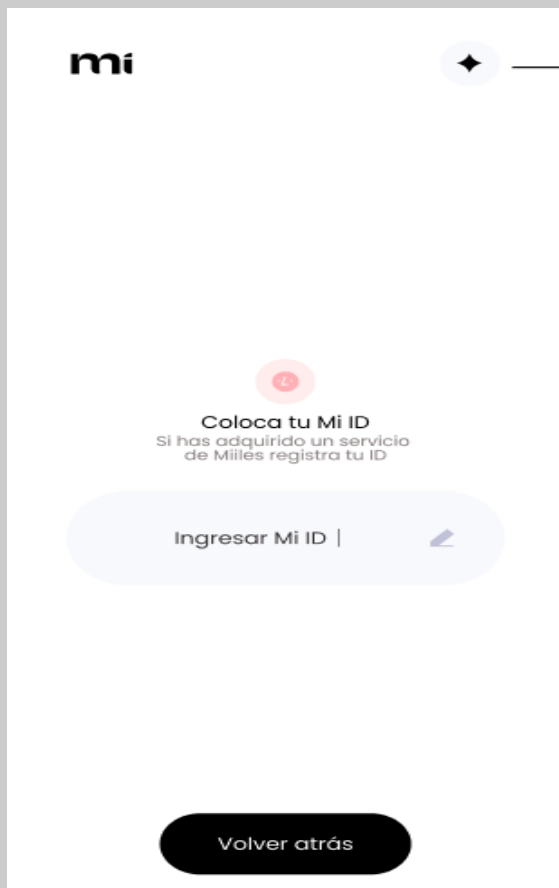 mi
Coloca tu Mi ID
Si has adquirido un servicio
de Miiles registra tu ID
Ingresar Mi ID
Volver atrás